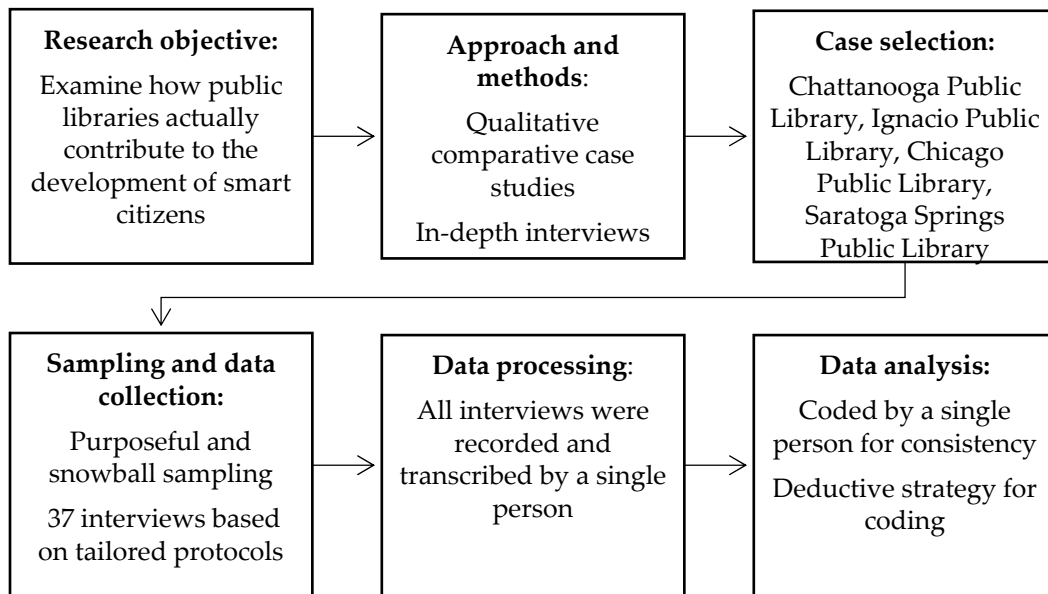 Research objective:
Examine how public
libraries actually
contribute to the
development of smart
citizens
Approach and
methods:
Qualitative
comparative case
studies
In-depth interviews
Case selection:
Chattanooga Public
Library, Ignacio Public
Library, Chicago
Public Library,
Saratoga Springs
Public Library
Sampling and data
collection:
Purposeful and
snowball sampling
37 interviews based
on tailored protocols
Data processing:
All interviews were
recorded and
transcribed by a single
person
Data analysis:
Coded by a single
person for consistency
Deductive strategy for
coding